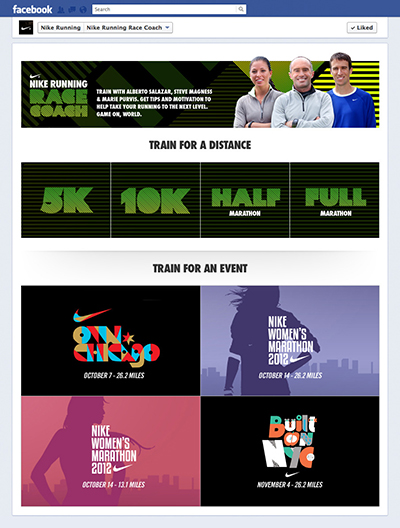 facebook
Search
Nike Running
Nike Running Race Coach
Liked
NIKE RUNNING
RACE
COACH
TRAIN WITH ALBERTO SALAZAR, STEVE MAGNESS
& MARIE PURVIS. GET TIPS AND MOTIVATION TO
HELP TAKE YOUR RUNNING TO THE NEXT LEVEL.
GAME ON, WORLD.
TRAIN FOR A DISTANCE
5K
10K
HALF
MARATHON
FULL
MARATHON
TRAIN FOR AN EVENT
OWN
CHICAGO
OCTOBER 7 - 26.2 MILES
NIKE
WOMEN'S
MARATHON
2012
OCTOBER 14 - 26.2 MILES
NIKE
WOMEN'S
MARATHON
2012
OCTOBER 14 - 13.1 MILES
Built
ON
NYC
NOVEMBER 4 - 26.2 MILES